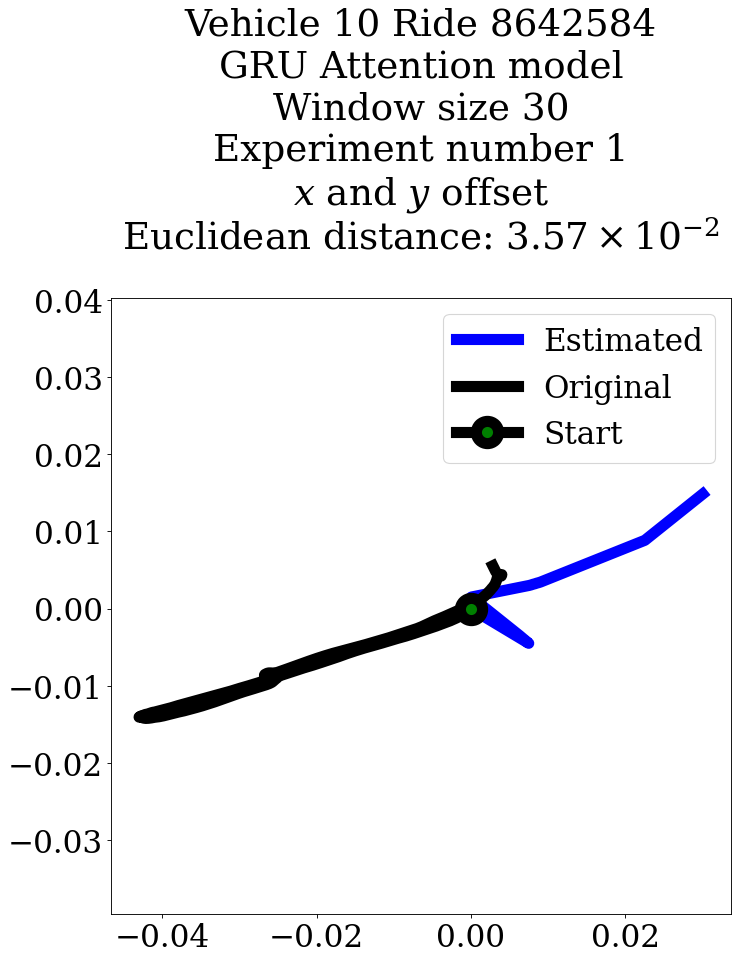 Vehicle 10 Ride 8642584
GRU Attention model
Window size 30
Experiment number 1
x and y offset
Euclidean distance: 3.57 × 10⁻²
Estimated
Original
Start
0.04
0.03
0.02
0.01
0.00
−0.01
−0.02
−0.03
−0.04 −0.02 0.00 0.02